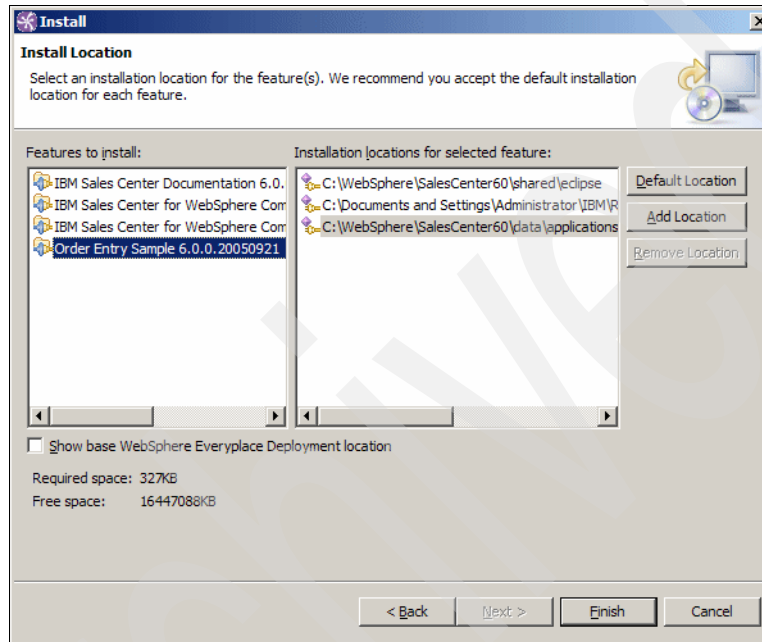 Install
Install Location
Select an installation location for the feature(s). We recommend you accept the default installation
location for each feature.
Features to install:
Installation locations for selected feature:
IBM Sales Center Documentation 6.0.
IBM Sales Center for WebSphere Com
IBM Sales Center for WebSphere Com
Order Entry Sample 6.0.0.20050921
C:\WebSphere\SalesCenter60\shared\eclipse
C:\Documents and Settings\Administrator\IBM\R
C:\WebSphere\SalesCenter60\data\applications
Default Location
Add Location
Remove Location
Show base WebSphere Everyplace Deployment location
Required space: 327KB
Free space: 16447088KB
< Back
Next >
Finish
Cancel